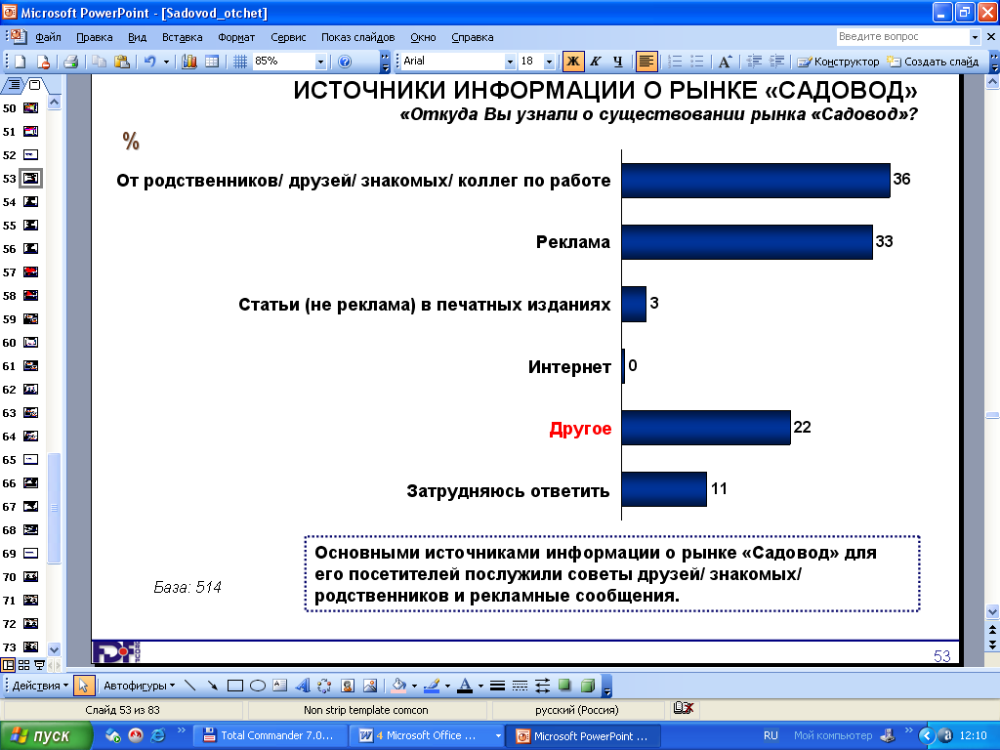 Microsoft PowerPoint - [Sadovod_otchet]
Файл Правка Вид Вставка Формат Сервис Показ слайдов Окно Справка Введите вопрос
85% Arial 18 Ж К Ч Конструктор Создать слайд
50
51
52
53
54
55
56
57
58
59
60
61
62
63
64
65
66
67
68
69
70
71
72
73
ИСТОЧНИКИ ИНФОРМАЦИИ О РЫНКЕ «САДОВОД»
«Откуда Вы узнали о существовании рынка «Садовод»?
%
От родственников/ друзей/ знакомых/ коллег по работе 36
Реклама 33
Статьи (не реклама) в печатных изданиях 3
Интернет 0
Другое 22
Затрудняюсь ответить 11
Основными источниками информации о рынке «Садовод» для
его посетителей послужили советы друзей/ знакомых/
родственников и рекламные сообщения.
База: 514
53
Действия Автофигуры
Слайд 53 из 83 Non strip template comcon русский (Россия)
пуск Total Commander 7.0... 4 Microsoft Office ... Microsoft PowerPoint ... RU Мой компьютер 12:10